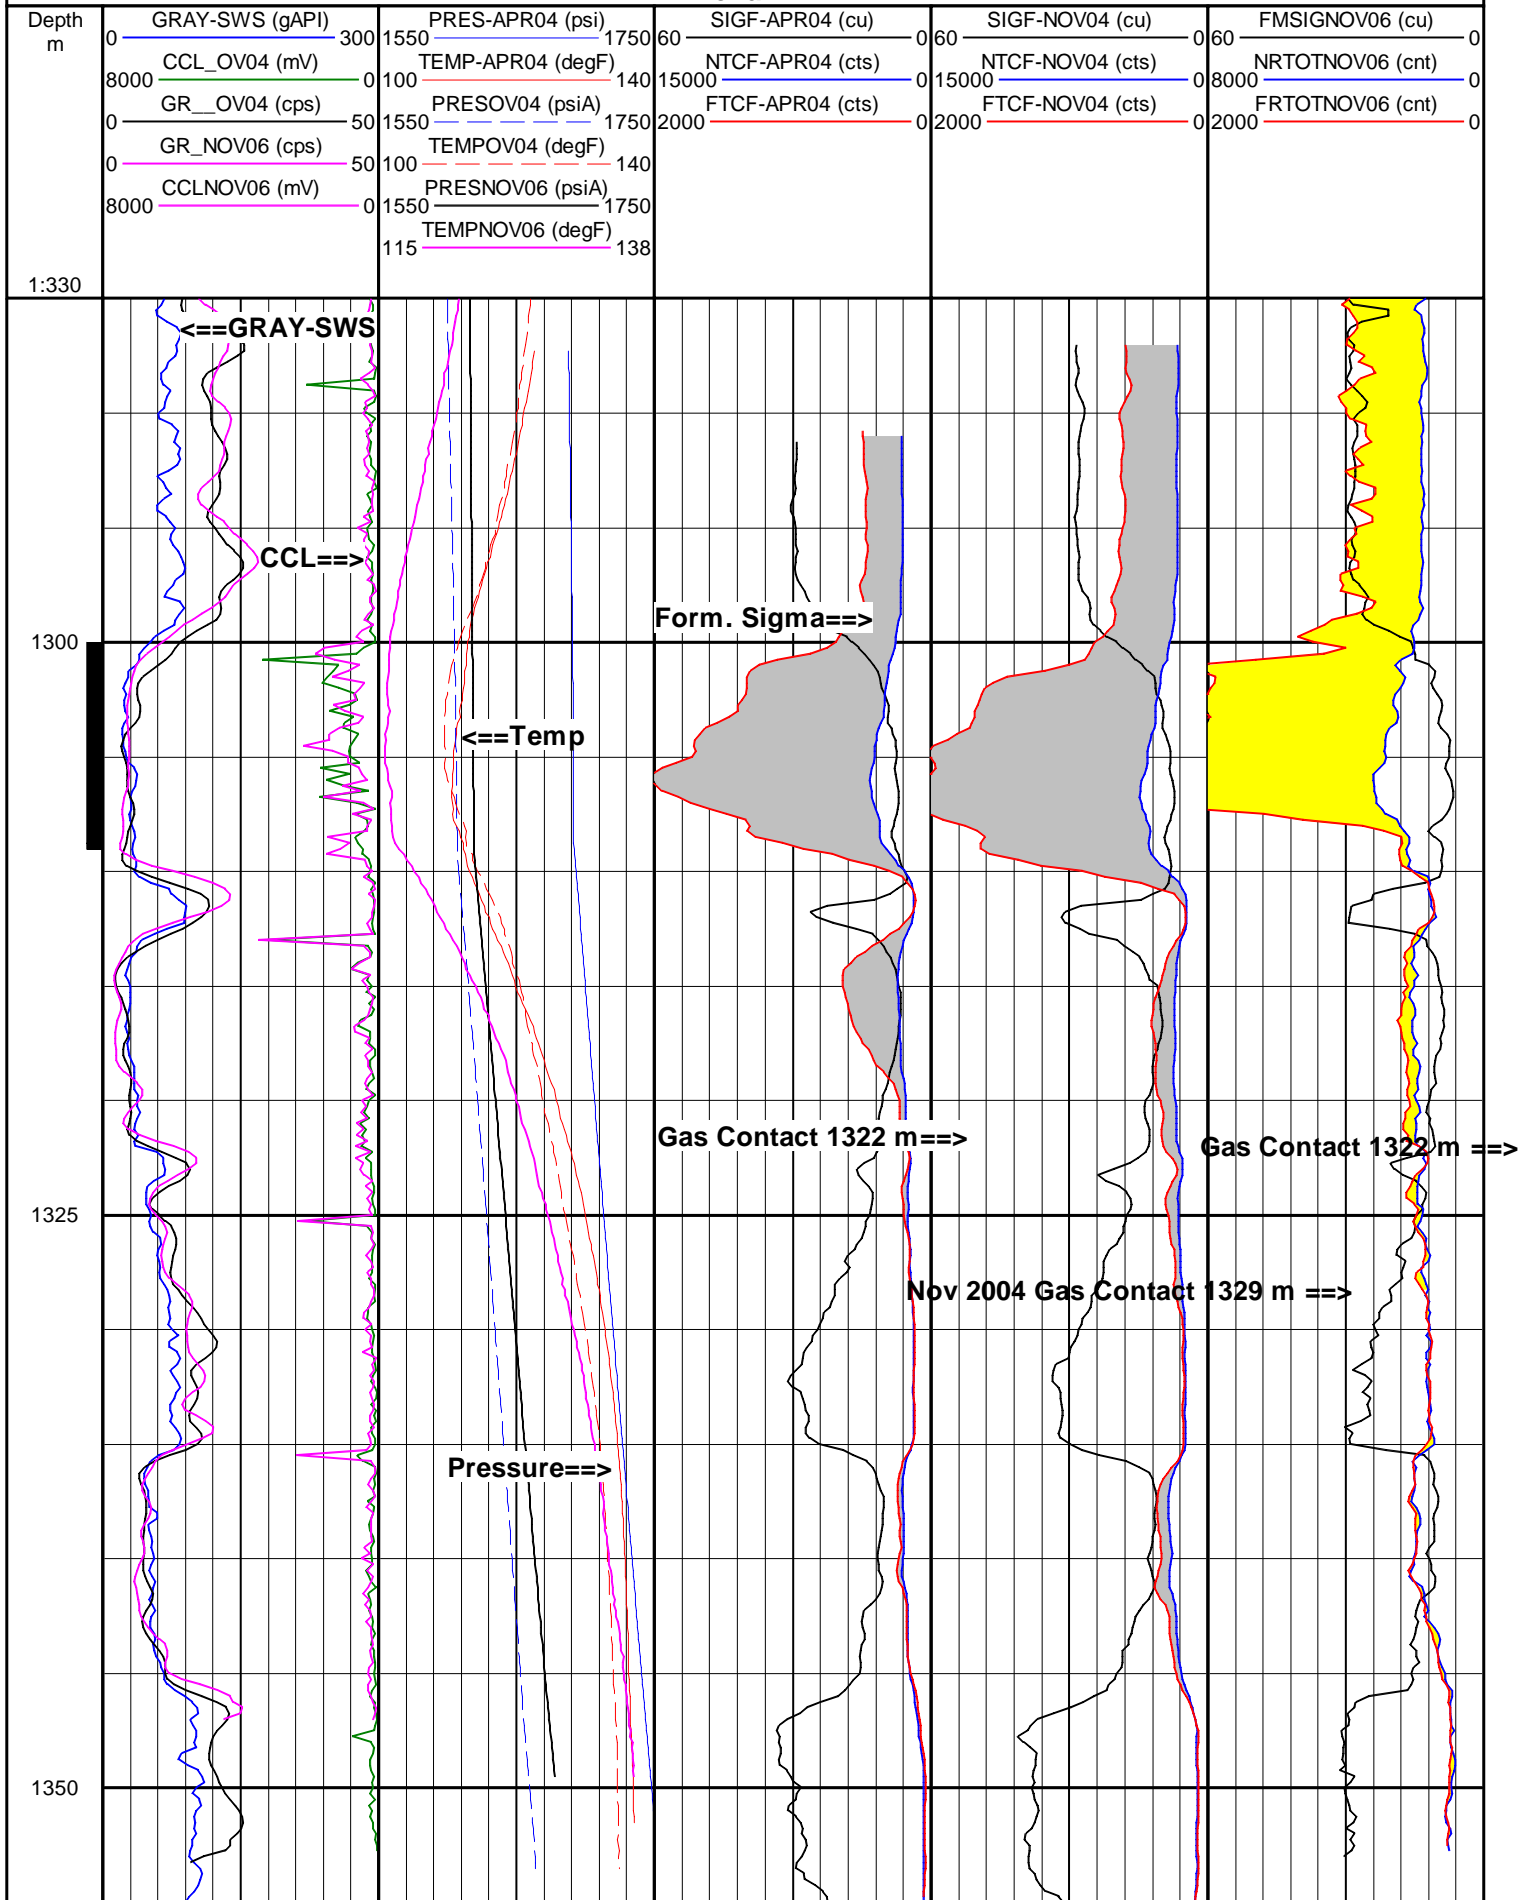 Depth
m
1:330
GRAY-SWS (gAPI)
0 300
CCL_OV04 (mV)
8000 0
GR__OV04 (cps)
0 50
GR_NOV06 (cps)
0 50
CCLNOV06 (mV)
8000 0
PRES-APR04 (psi)
1550 1750
TEMP-APR04 (degF)
100 140
PRESOV04 (psiA)
1550 1750
TEMPOV04 (degF)
100 140
PRESNOV06 (psiA)
1550 1750
TEMPNOV06 (degF)
115 138
SIGF-APR04 (cu)
60 0
NTCF-APR04 (cts)
15000 0
FTCF-APR04 (cts)
2000 0
SIGF-NOV04 (cu)
60 0
NTCF-NOV04 (cts)
15000 0
FTCF-NOV04 (cts)
2000 0
FMSIGNOV06 (cu)
60 0
NRTOTNOV06 (cnt)
8000 0
FRTOTNOV06 (cnt)
2000 0
<==GRAY-SWS
CCL==>
Form. Sigma==>
1300
<==Temp
Gas Contact 1322 m==>
Gas Contact 1322 m ==>
1325
Nov 2004 Gas Contact 1329 m ==>
Pressure==>
1350